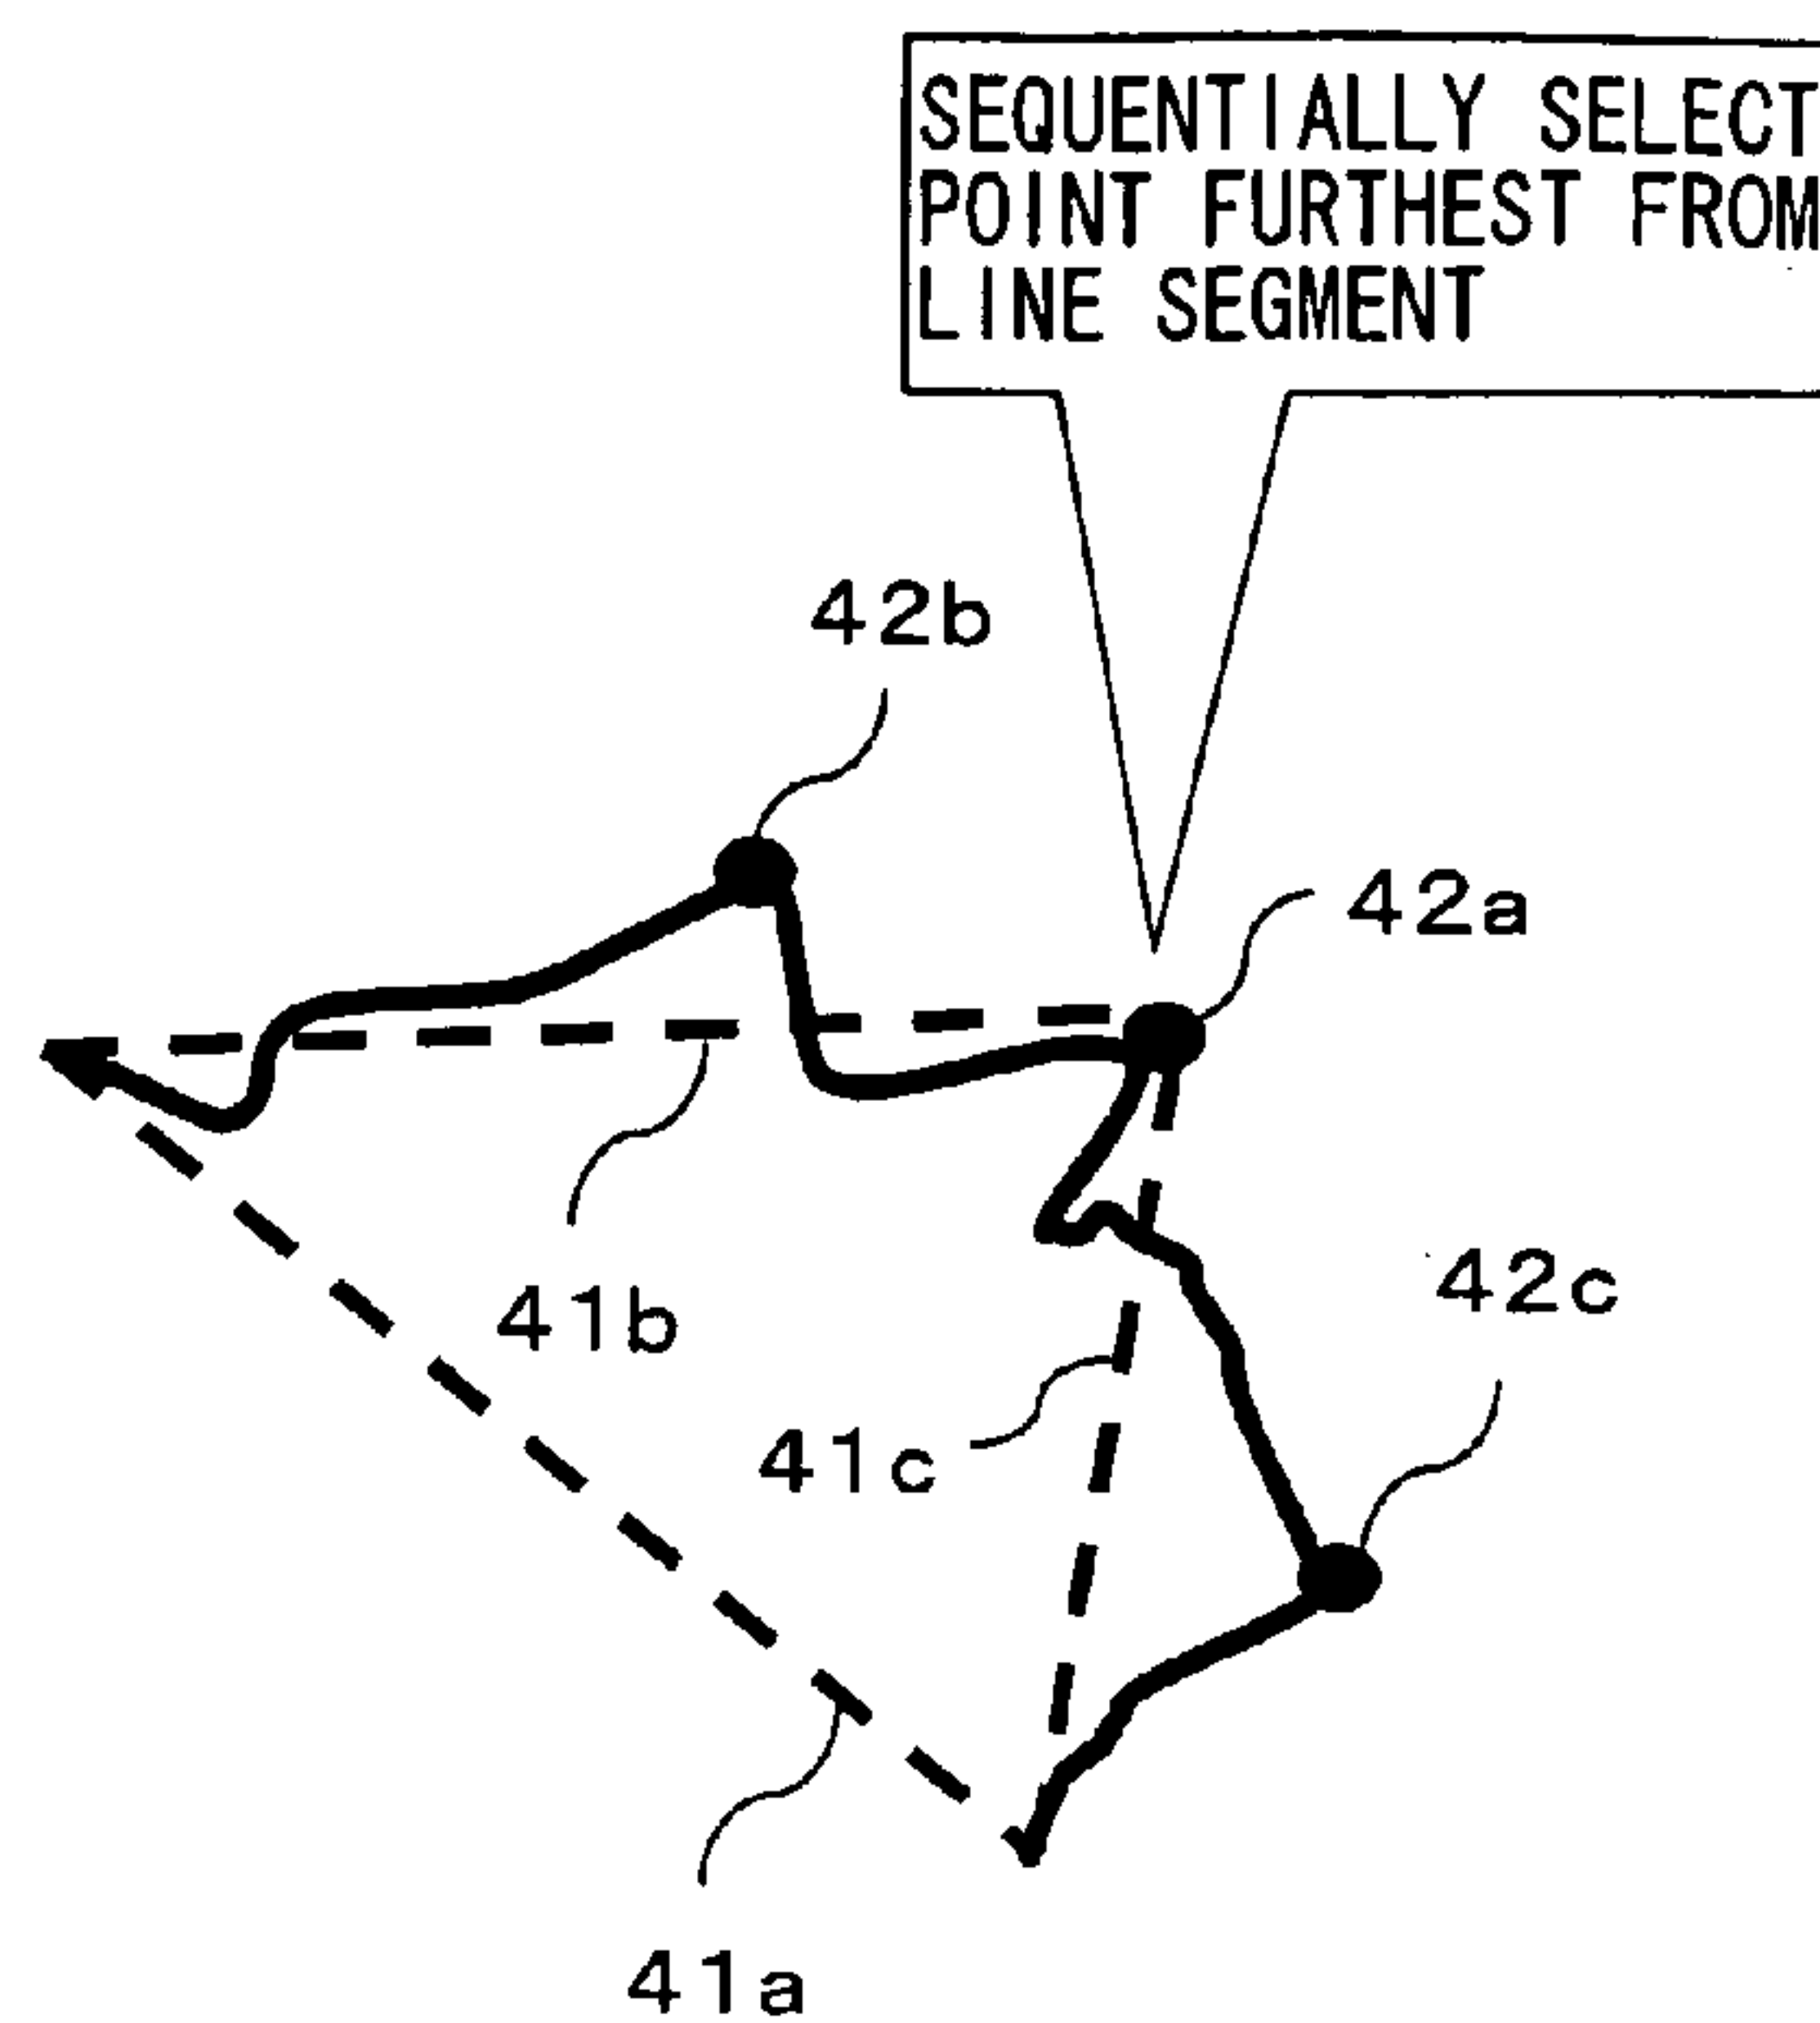 SEQUENTIALLY SELECT
POINT FURTHEST FROM
LINE SEGMENT
42b
42a
42c
41b
41c
41a